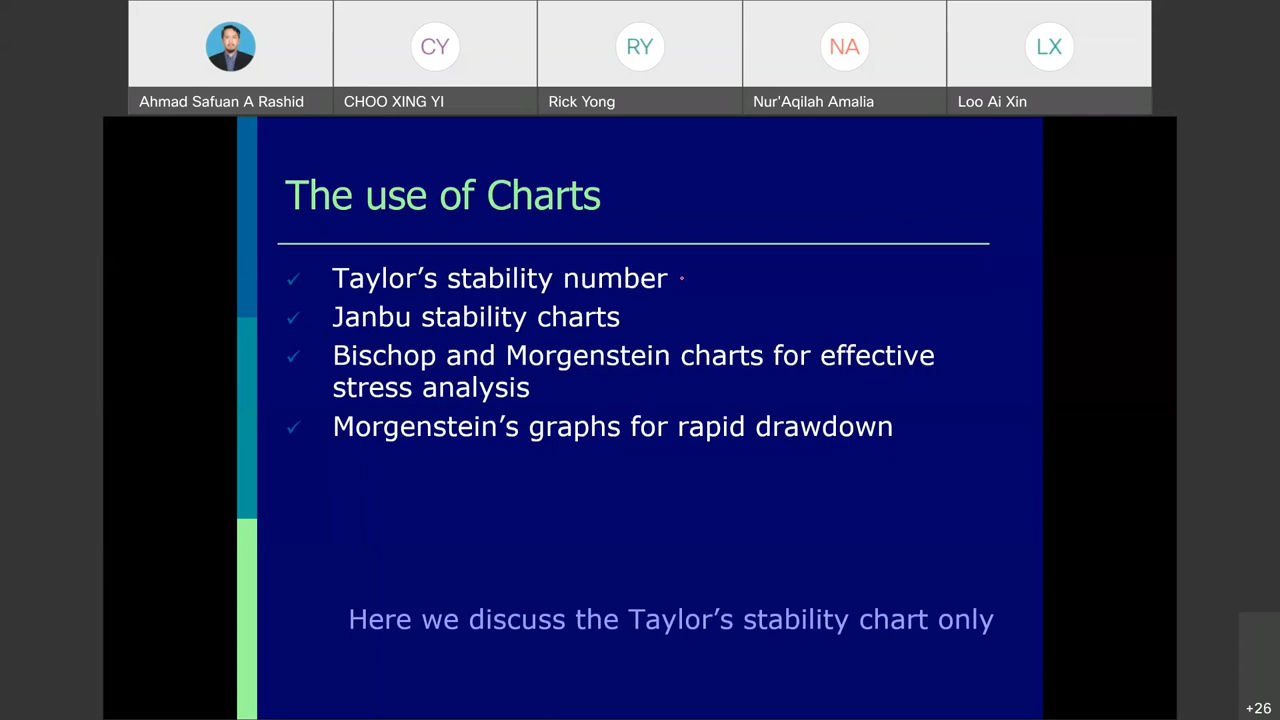 CY
RY
NA
LX
Ahmad Safuan A Rashid
CHOO XING YI
Rick Yong
Nur'Aqilah Amalia
Loo Ai Xin
The use of Charts
✓ Taylor’s stability number
✓ Janbu stability charts
✓ Bischop and Morgenstein charts for effective
stress analysis
✓ Morgenstein’s graphs for rapid drawdown
Here we discuss the Taylor’s stability chart only
+26